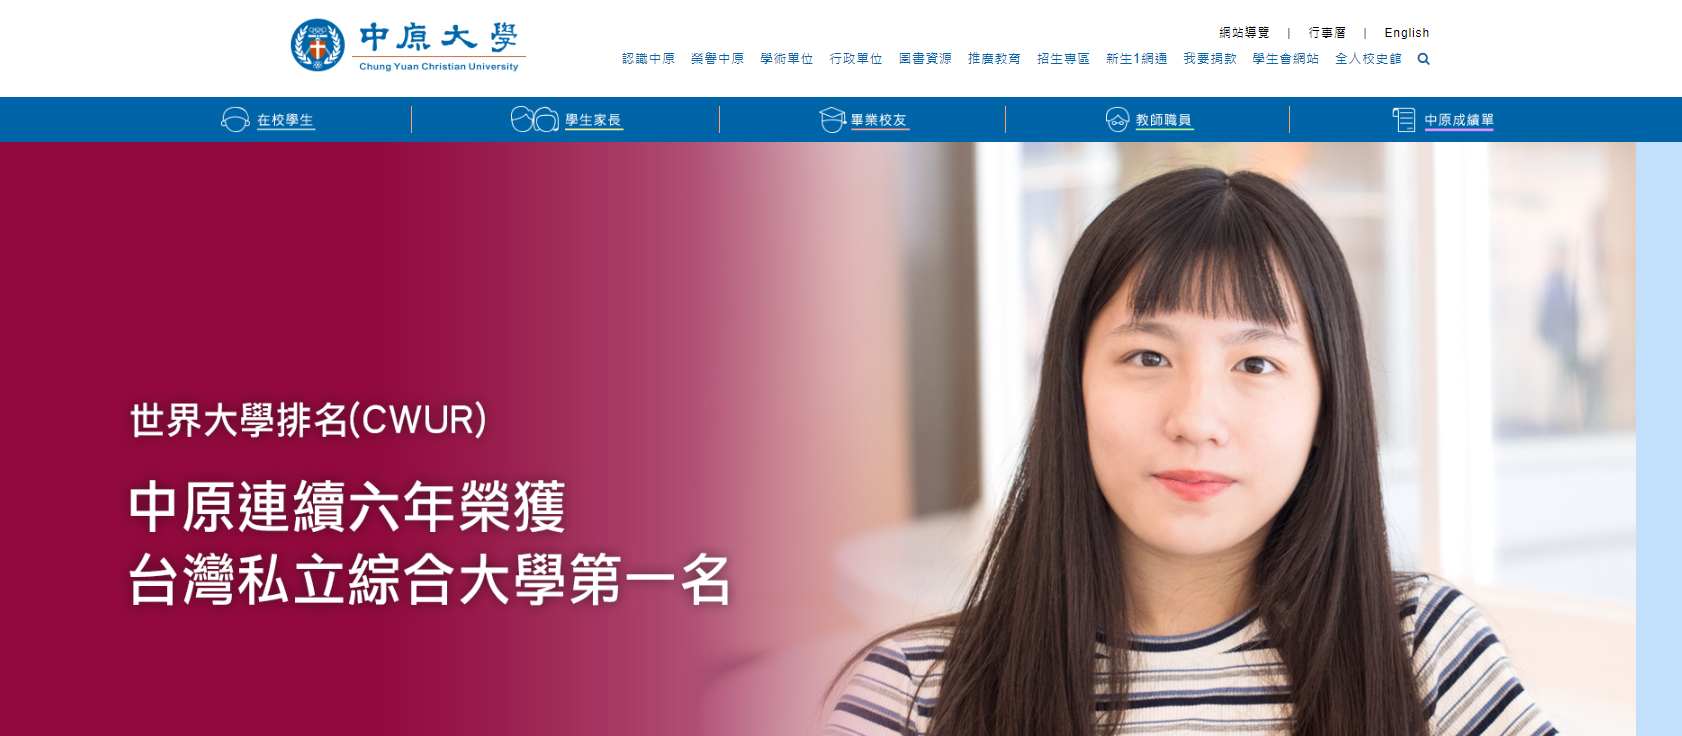 中原大學
Chung Yuan Christian University
網站導覽 | 行事曆 | English
認識中原 榮譽中原 學術單位 行政單位 圖書資源 推廣教育 招生專區 新生1網通 我要捐款 學生會網站 全人校史館
在校學生 學生家長 畢業校友 教師職員 中原成績單
世界大學排名(CWUR)
中原連續六年榮獲
台灣私立綜合大學第一名